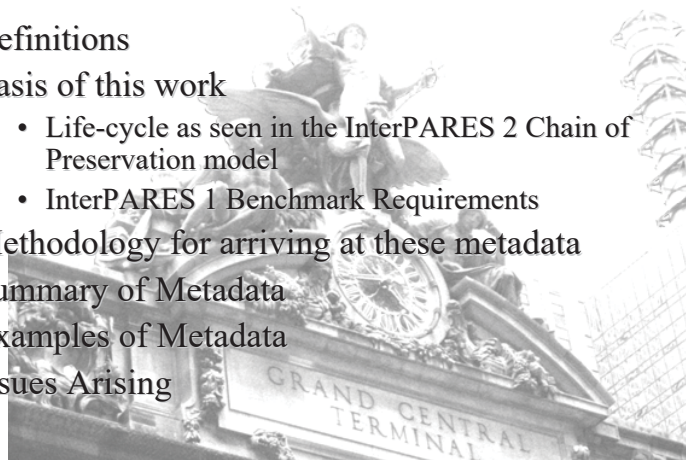 efinitions
asis of this work
• Life-cycle as seen in the InterPARES 2 Chain of
Preservation model
• InterPARES 1 Benchmark Requirements
ethodology for arriving at these metadata
ummary of Metadata
xamples of Metadata
sues Arising
GRAND CENTRAL
TERMINAL